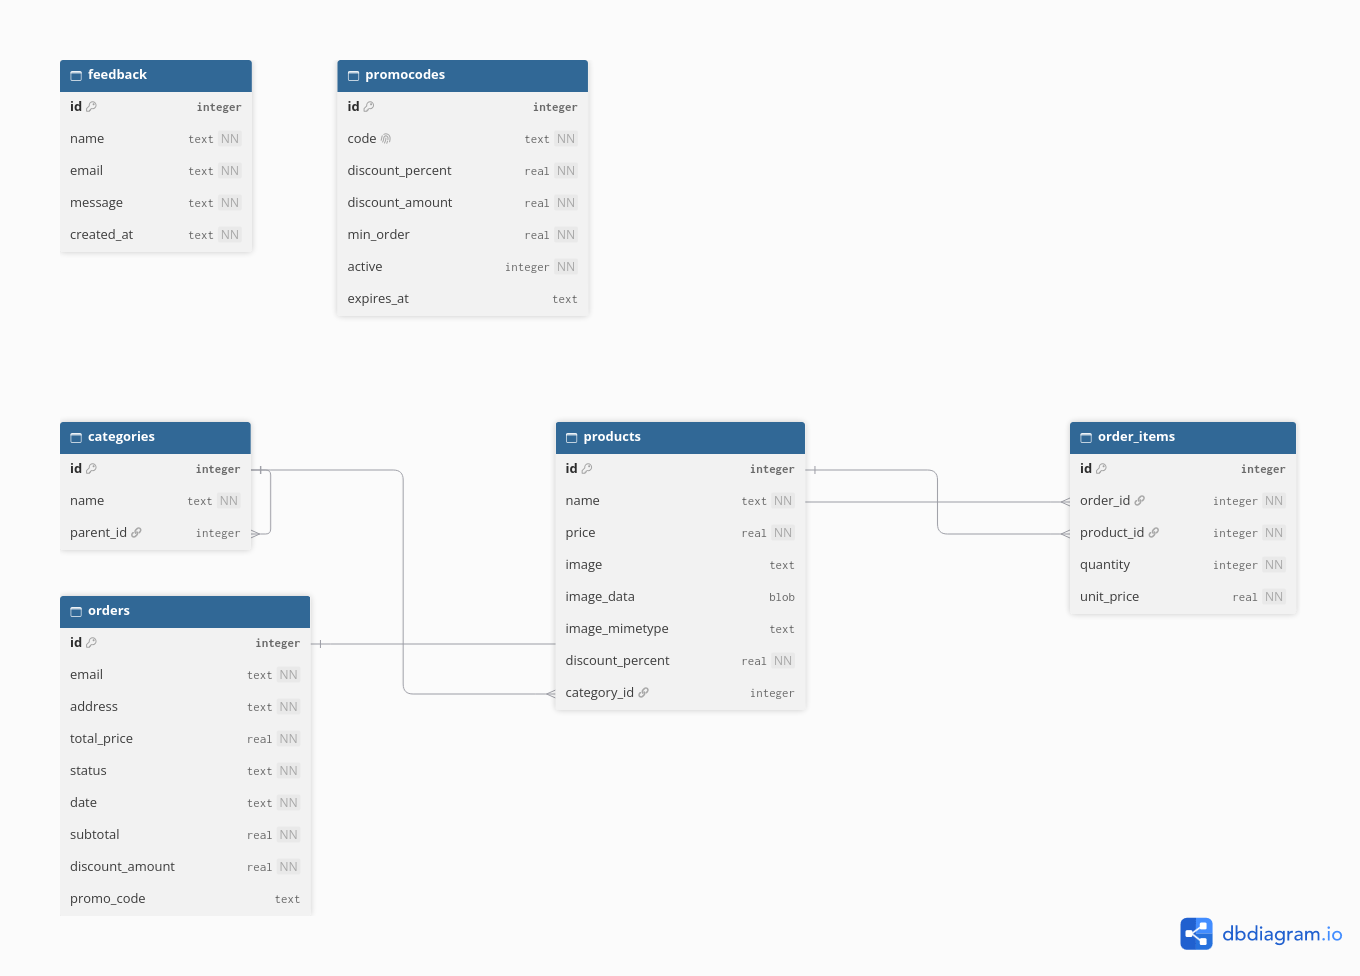 feedback
id integer
name text NN
email text NN
message text NN
created_at text NN
promocodes
id integer
code text NN
discount_percent real NN
discount_amount real NN
min_order real NN
active integer NN
expires_at text
categories
id integer
name text NN
parent_id integer
products
id integer
name text NN
price real NN
image text
image_data blob
image_mimetype text
discount_percent real NN
category_id integer
order_items
id integer
order_id integer NN
product_id integer NN
quantity integer NN
unit_price real NN
orders
id integer
email text NN
address text NN
total_price real NN
status text NN
date text NN
subtotal real NN
discount_amount real NN
promo_code text
dbdiagram.io